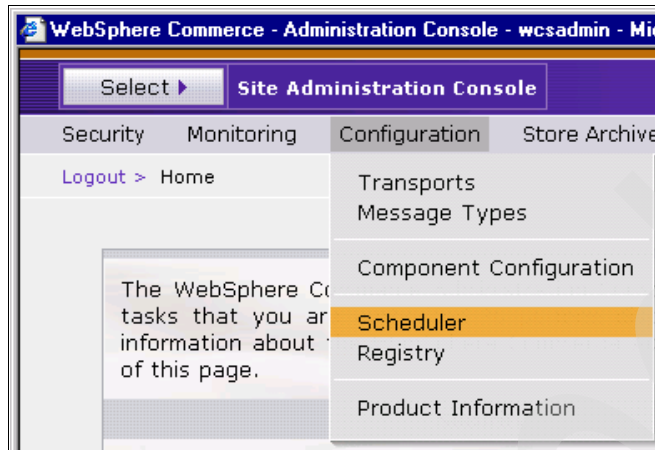 WebSphere Commerce - Administration Console - wcsadmin - Mi
Select
Site Administration Console
Security Monitoring Configuration Store Archive
Logout > Home
Transports
Message Types
Component Configuration
Scheduler
Registry
Product Information
The WebSphere Co
tasks that you ar
information about
of this page.